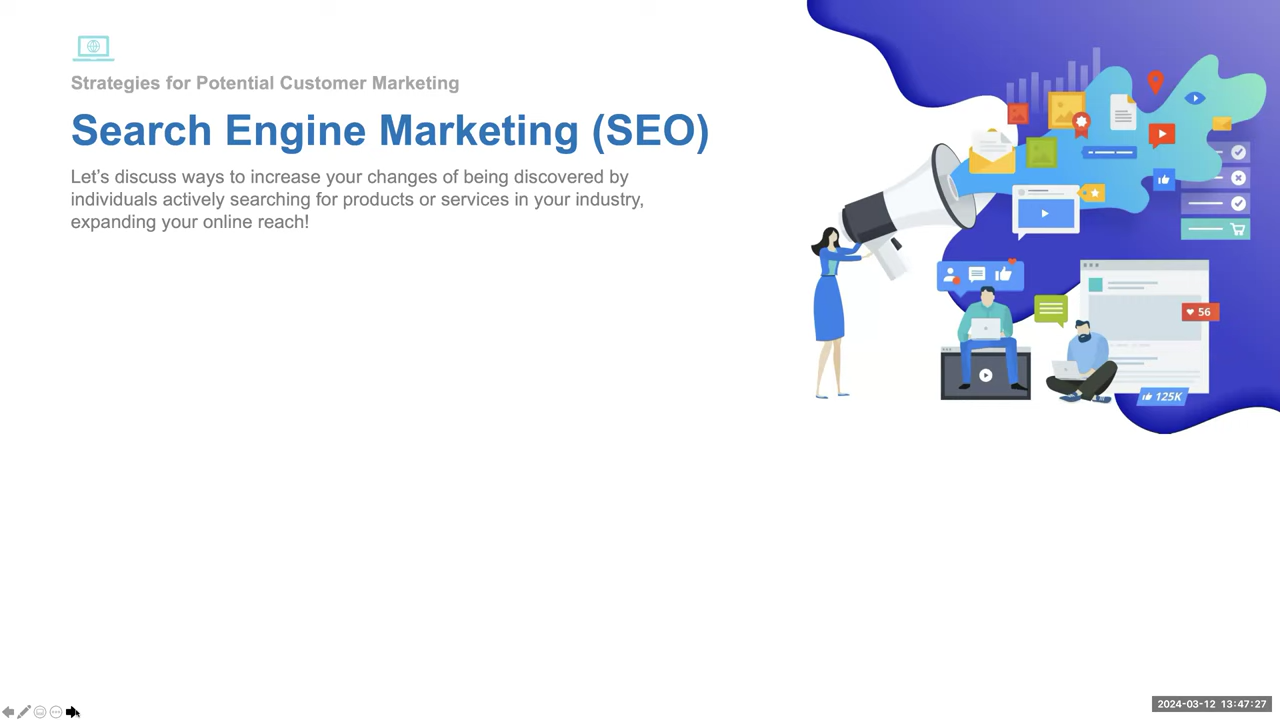 Strategies for Potential Customer Marketing
Search Engine Marketing (SEO)
Let's discuss ways to increase your changes of being discovered by
individuals actively searching for products or services in your industry,
expanding your online reach!
56
125K
2024-03-12 13:47:27